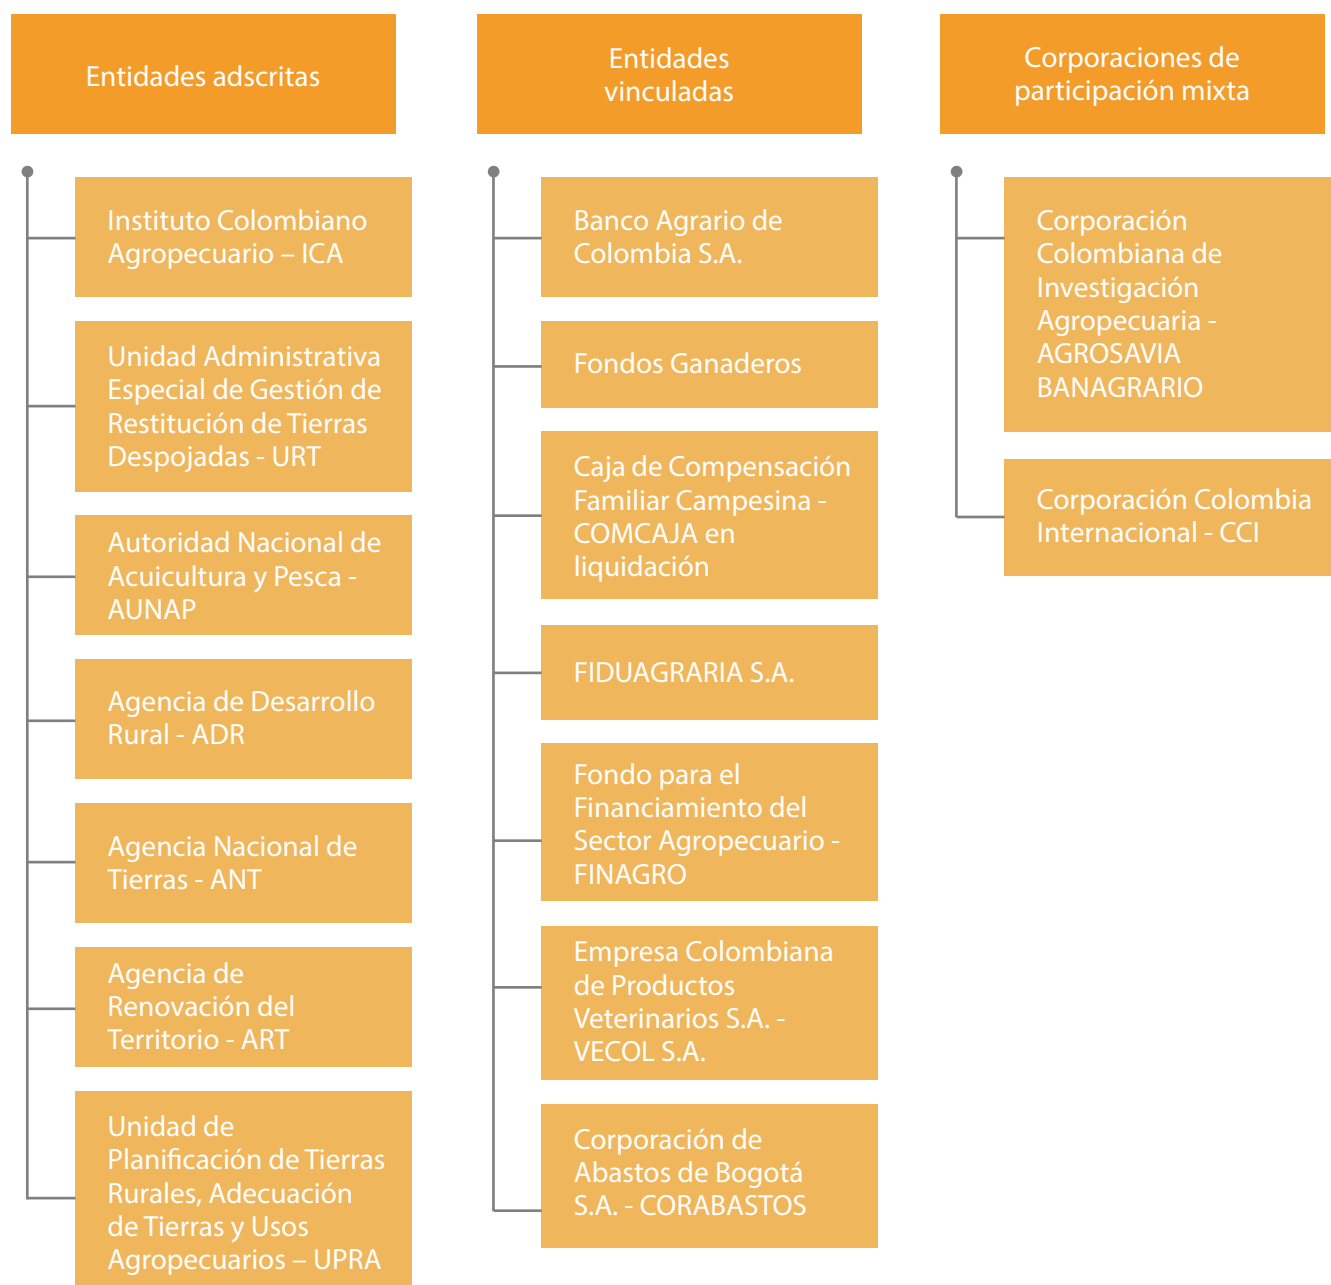 Entidades adscritas
Instituto Colombiano
Agropecuario – ICA
Unidad Administrativa
Especial de Gestión de
Restitución de Tierras
Despojadas - URT
Autoridad Nacional de
Acuicultura y Pesca -
AUNAP
Agencia de Desarrollo
Rural - ADR
Agencia Nacional de
Tierras - ANT
Agencia de
Renovación del
Territorio - ART
Unidad de
Planificación de Tierras
Rurales, Adecuación
de Tierras y Usos
Agropecuarios – UPRA
Entidades
vinculadas
Banco Agrario de
Colombia S.A.
Fondos Ganaderos
Caja de Compensación
Familiar Campesina -
COMCAJA en
liquidación
FIDUAGRARIA S.A.
Fondo para el
Financiamiento del
Sector Agropecuario -
FINAGRO
Empresa Colombiana
de Productos
Veterinarios S.A. -
VECOL S.A.
Corporación de
Abastos de Bogotá
S.A. - CORABASTOS
Corporaciones de
participación mixta
Corporación
Colombiana de
Investigación
Agropecuaria -
AGROSAVIA
BANAGRARIO
Corporación Colombia
Internacional - CCI